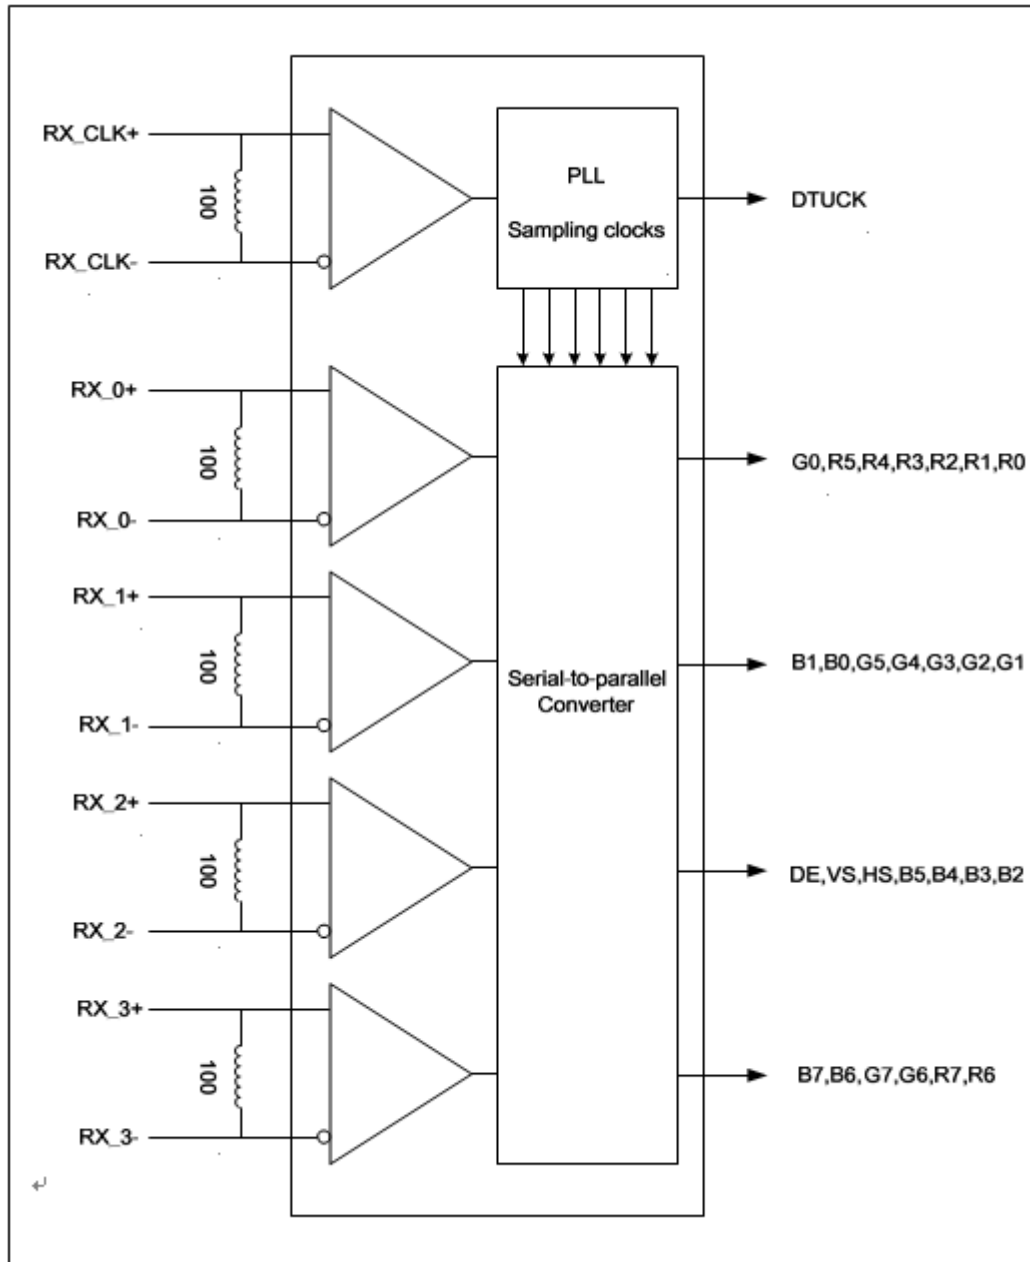 RX_CLK+
100
RX_CLK-
PLL
Sampling clocks
DTUCK
RX_0+
100
RX_0-
G0,R5,R4,R3,R2,R1,R0
RX_1+
100
RX_1-
Serial-to-parallel
Converter
B1,B0,G5,G4,G3,G2,G1
RX_2+
100
RX_2-
DE,VS,HS,B5,B4,B3,B2
RX_3+
100
RX_3-
B7,B6,G7,G6,R7,R6